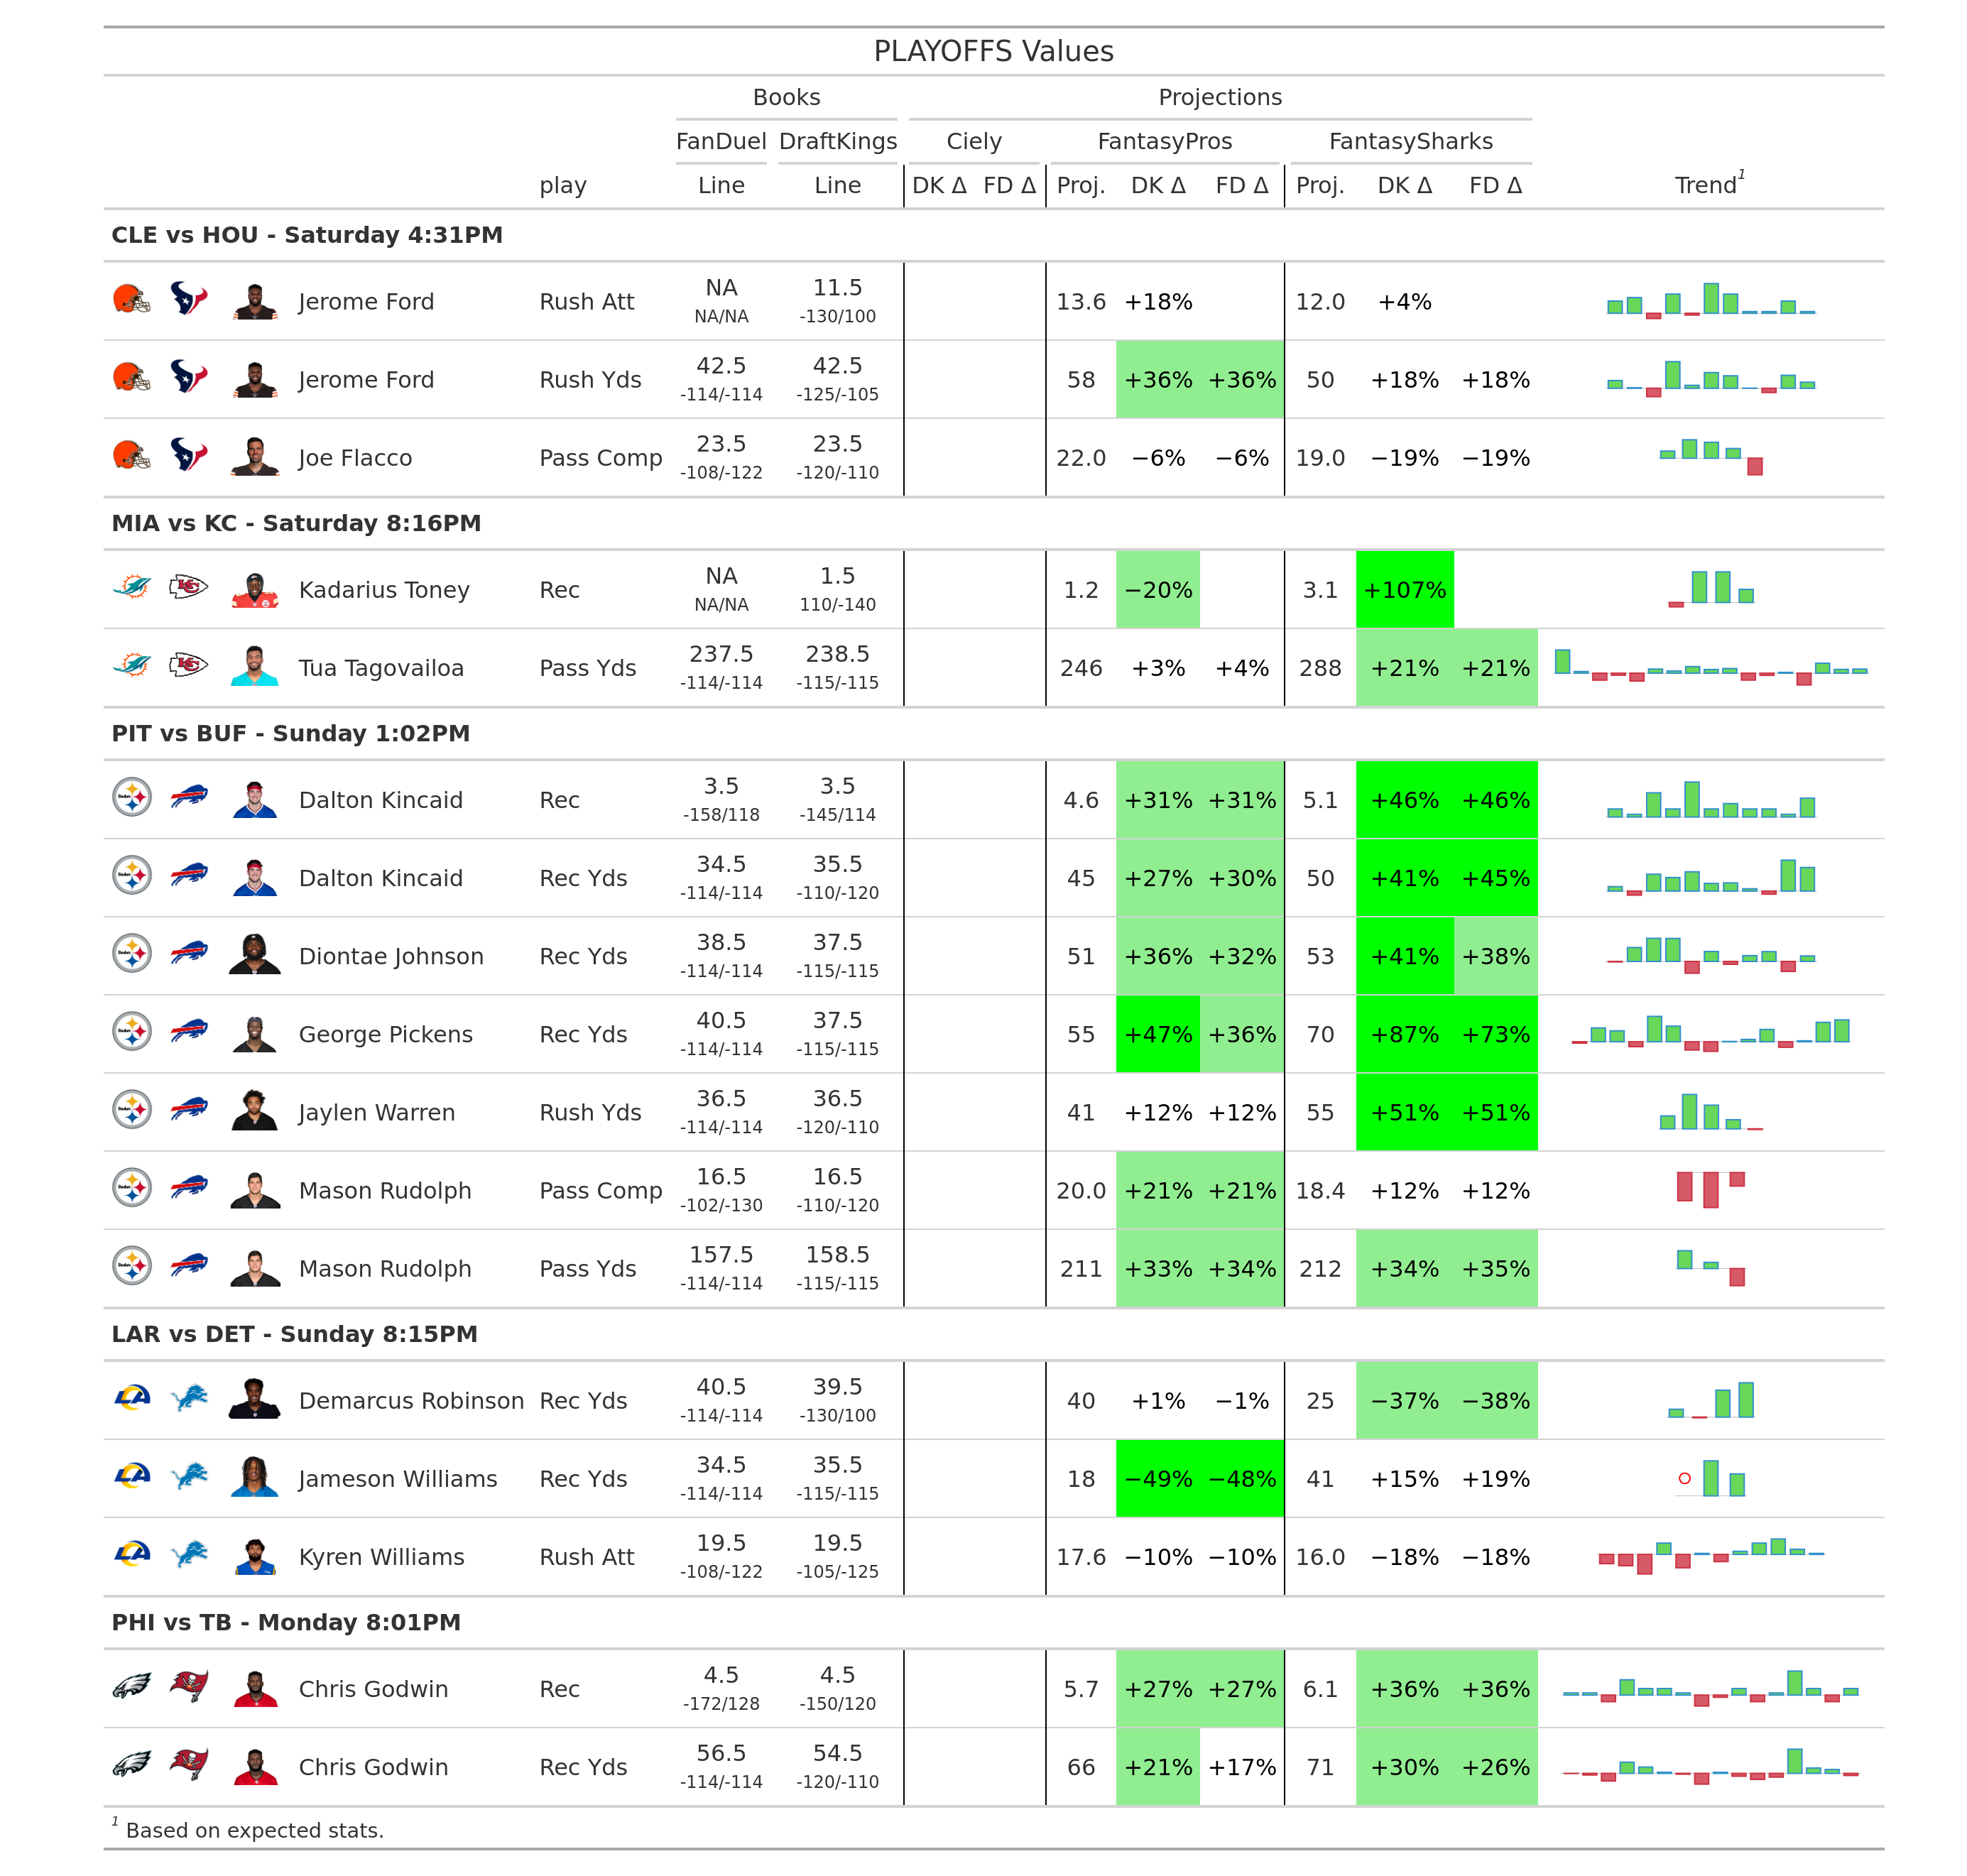 PLAYOFFS Values
Books Projections
FanDuel DraftKings Ciely FantasyPros FantasySharks
play Line Line DK Δ FD Δ Proj. DK Δ FD Δ Proj. DK Δ FD Δ Trend1
CLE vs HOU - Saturday 4:31PM
Jerome Ford Rush Att NA 11.5 13.6 +18% 12.0 +4%
NA/NA -130/100
Jerome Ford Rush Yds 42.5 42.5 58 +36% +36% 50 +18% +18%
-114/-114 -125/-105
Joe Flacco Pass Comp 23.5 23.5 22.0 −6% −6% 19.0 −19% −19%
-108/-122 -120/-110
MIA vs KC - Saturday 8:16PM
Kadarius Toney Rec NA 1.5 1.2 −20% 3.1 +107%
NA/NA 110/-140
Tua Tagovailoa Pass Yds 237.5 238.5 246 +3% +4% 288 +21% +21%
-114/-114 -115/-115
PIT vs BUF - Sunday 1:02PM
Dalton Kincaid Rec 3.5 3.5 4.6 +31% +31% 5.1 +46% +46%
-158/118 -145/114
Dalton Kincaid Rec Yds 34.5 35.5 45 +27% +30% 50 +41% +45%
-114/-114 -110/-120
Diontae Johnson Rec Yds 38.5 37.5 51 +36% +32% 53 +41% +38%
-114/-114 -115/-115
George Pickens Rec Yds 40.5 37.5 55 +47% +36% 70 +87% +73%
-114/-114 -115/-115
Jaylen Warren Rush Yds 36.5 36.5 41 +12% +12% 55 +51% +51%
-114/-114 -120/-110
Mason Rudolph Pass Comp 16.5 16.5 20.0 +21% +21% 18.4 +12% +12%
-102/-130 -110/-120
Mason Rudolph Pass Yds 157.5 158.5 211 +33% +34% 212 +34% +35%
-114/-114 -115/-115
LAR vs DET - Sunday 8:15PM
Demarcus Robinson Rec Yds 40.5 39.5 40 +1% −1% 25 −37% −38%
-114/-114 -130/100
Jameson Williams Rec Yds 34.5 35.5 18 −49% −48% 41 +15% +19%
-114/-114 -115/-115
Kyren Williams Rush Att 19.5 19.5 17.6 −10% −10% 16.0 −18% −18%
-108/-122 -105/-125
PHI vs TB - Monday 8:01PM
Chris Godwin Rec 4.5 4.5 5.7 +27% +27% 6.1 +36% +36%
-172/128 -150/120
Chris Godwin Rec Yds 56.5 54.5 66 +21% +17% 71 +30% +26%
-114/-114 -120/-110
1 Based on expected stats.